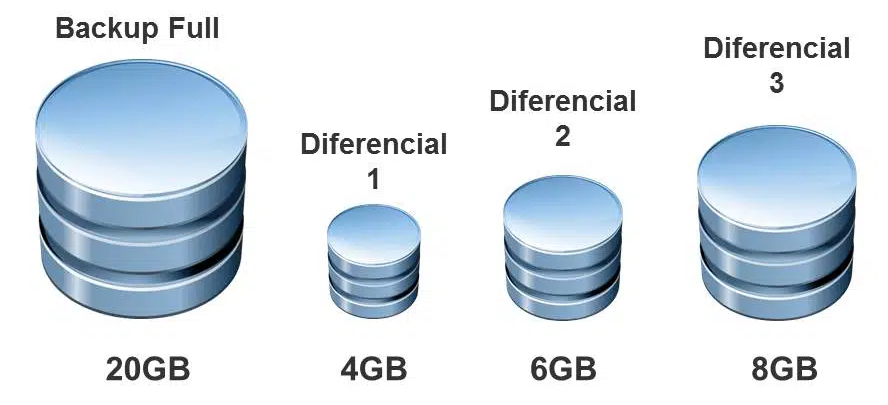 Backup Full
20GB
Diferencial
1
4GB
Diferencial
2
6GB
Diferencial
3
8GB